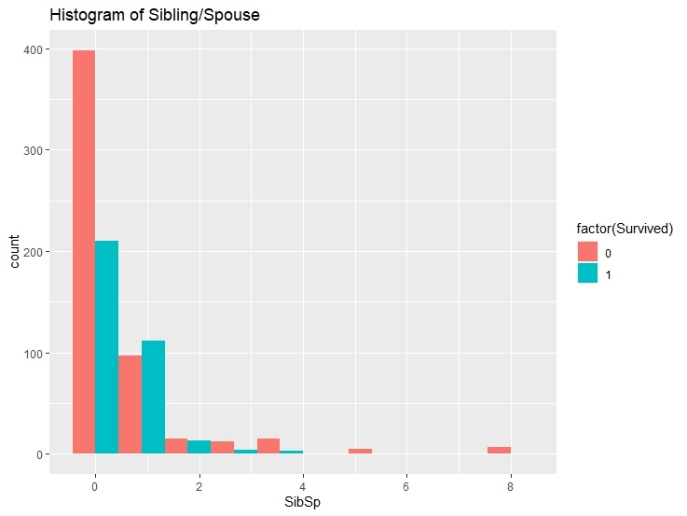 Histogram of Sibling/Spouse
400
300
200
100
0
count
0 2 4 6 8
SibSp
factor(Survived)
0
1